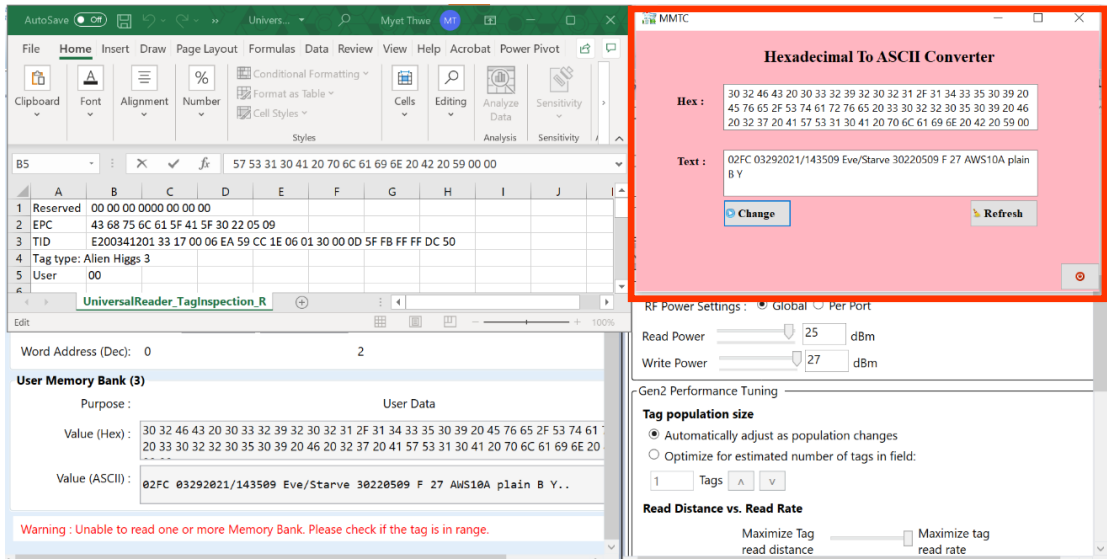 AutoSave Off Univers... Myet Thwe MT
File Home Insert Draw Page Layout Formulas Data Review View Help Acrobat Power Pivot
Clipboard Font Alignment Number Conditional Formatting Format as Table Cell Styles Cells Editing Analyze Data Sensitivity
Styles Analysis Sensitivity
B5 fx 57 53 31 30 41 20 70 6C 61 69 6E 20 42 20 59 00 00
A B C D E F G H I J
1 Reserved 00 00 00 0000 00 00 00
2 EPC 43 68 75 6C 61 5F 41 5F 30 22 05 09
3 TID E200341201 33 17 00 06 EA 59 CC 1E 06 01 30 00 0D 5F FB FF FF DC 50
4 Tag type: Alien Higgs 3
5 User 00
6
UniversalReader_TagInspection_R
Edit 100%
Word Address (Dec): 0 2
User Memory Bank (3)
Purpose : User Data
Value (Hex) : 30 32 46 43 20 30 33 32 39 32 30 32 31 2F 31 34 33 35 30 39 20 45 76 65 2F 53 74 61
20 33 30 32 32 30 35 30 39 20 46 20 32 37 20 41 57 53 31 30 41 20 70 6C 61 69 6E 20
Value (ASCII) : 02FC 03292021/143509 Eve/Starve 30220509 F 27 AWS10A plain B Y..
Warning : Unable to read one or more Memory Bank. Please check if the tag is in range.
MMTC
Hexadecimal To ASCII Converter
Hex : 30 32 46 43 20 30 33 32 39 32 30 32 31 2F 31 34 33 35 30 39 20
45 76 65 2F 53 74 61 72 76 65 20 33 30 32 32 30 35 30 39 20 46
20 32 37 20 41 57 53 31 30 41 20 70 6C 61 69 6E 20 42 20 59 00
Text : 02FC 03292021/143509 Eve/Starve 30220509 F 27 AWS10A plain
B Y
Change Refresh
RF Power Settings : Global Per Port
Read Power 25 dBm
Write Power 27 dBm
Gen2 Performance Tuning
Tag population size
Automatically adjust as population changes
Optimize for estimated number of tags in field:
1 Tags
Read Distance vs. Read Rate
Maximize Tag Maximize tag
read distance read rate